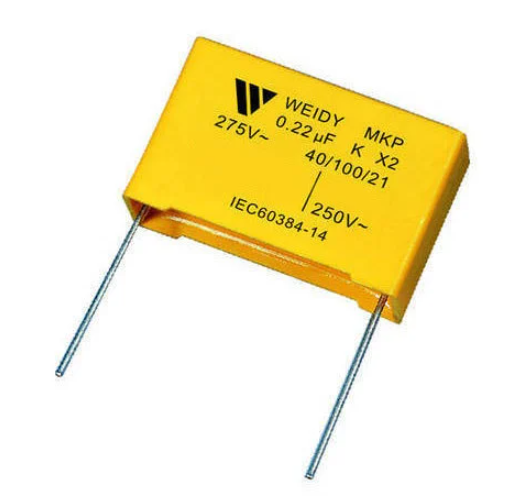 WEIDY MKP
0.22µF K X2
275V~ 40/100/21
250V~
IEC60384-14